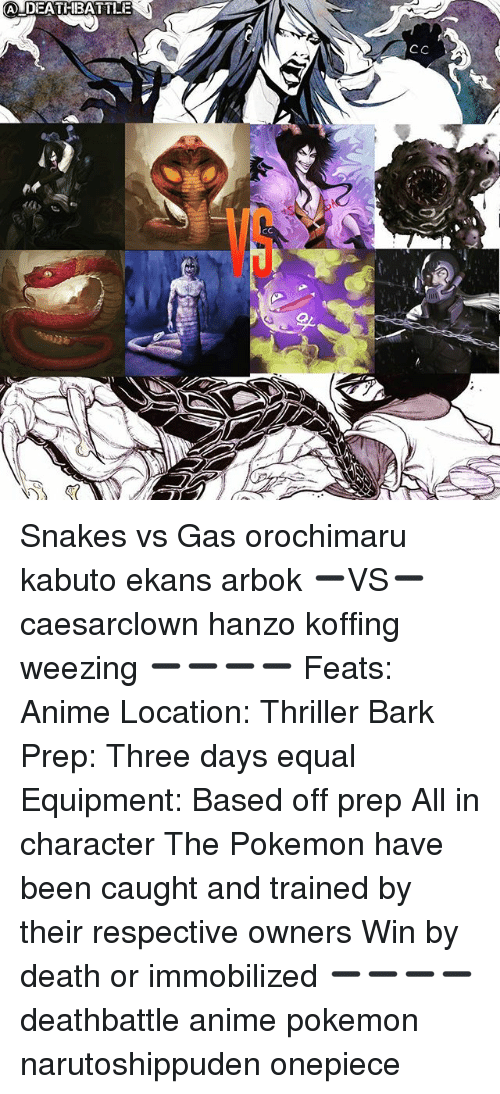 A_DEATHBATTLE
CC
CC
VS
Snakes vs Gas orochimaru
kabuto ekans arbok ➖VS➖
caesarclown hanzo koffing
weezing ➖➖➖➖ Feats:
Anime Location: Thriller Bark
Prep: Three days equal
Equipment: Based off prep All in
character The Pokemon have
been caught and trained by
their respective owners Win by
death or immobilized ➖➖➖➖
deathbattle anime pokemon
narutoshippuden onepiece